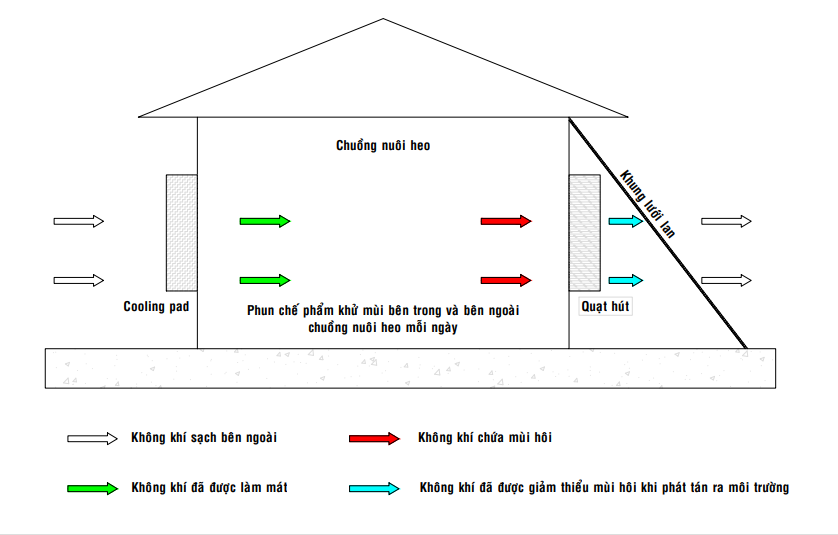 Chuồng nuôi heo
Khung lưới lan
Cooling pad
Phun chế phẩm khử mùi bên trong và bên ngoài
chuồng nuôi heo mỗi ngày
Quạt hút
Không khí sạch bên ngoài
Không khí chứa mùi hôi
Không khí đã được làm mát
Không khí đã được giảm thiểu mùi hôi khi phát tán ra môi trường